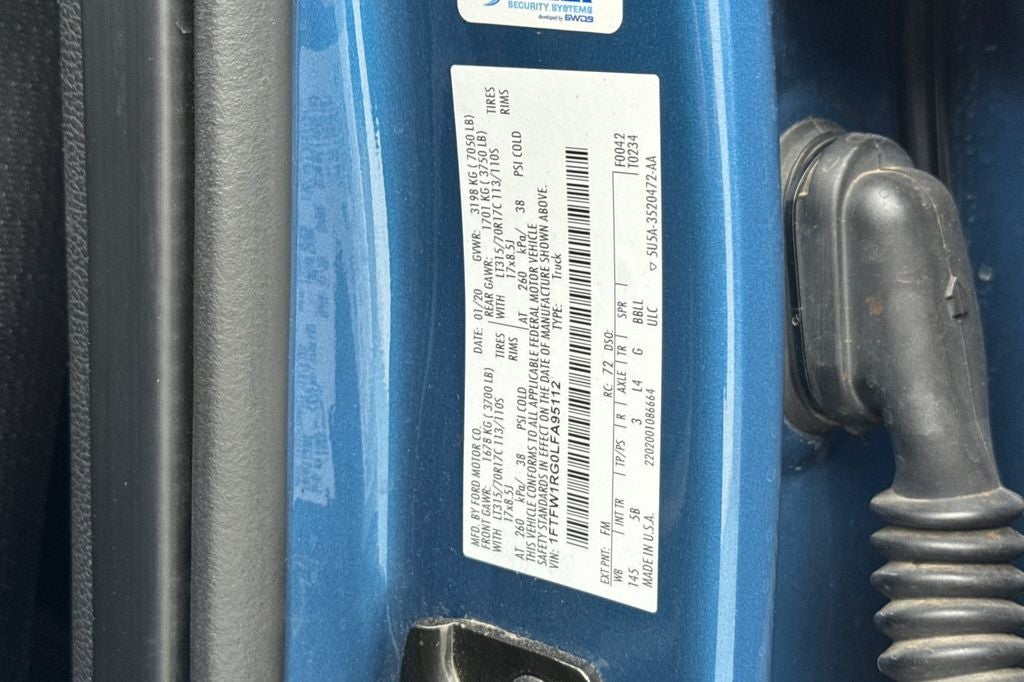 SECURITY SYSTEMS
developed by SWDS
MFD. BY FORD MOTOR CO.
DATE: 01/20 GVWR: 3198 KG ( 7050 LB)
FRONT GAWR: 1678 KG ( 3700 LB) REAR GAWR: 1701 KG ( 3750 LB)
WITH LT315/70R17C 113/110S TIRES WITH LT315/70R17C 113/110S TIRES
17x8.5J RIMS 17x8.5J RIMS
AT 260 kPa/ 38 PSI COLD AT 260 kPa/ 38 PSI COLD
THIS VEHICLE CONFORMS TO ALL APPLICABLE FEDERAL MOTOR VEHICLE
SAFETY STANDARDS IN EFFECT ON THE DATE OF MANUFACTURE SHOWN ABOVE.
VIN: 1FTFW1RG0LFA95112 TYPE: Truck
EXT PNT: FM RC: 72 DSO: F0042
WB INT TR TP/PS R AXLE TR SPR T0234
145 5B 3 L4 G BBLL
MADE IN U.S.A. 2202001086664 ULC ▽ 5U5A-3520472-AA